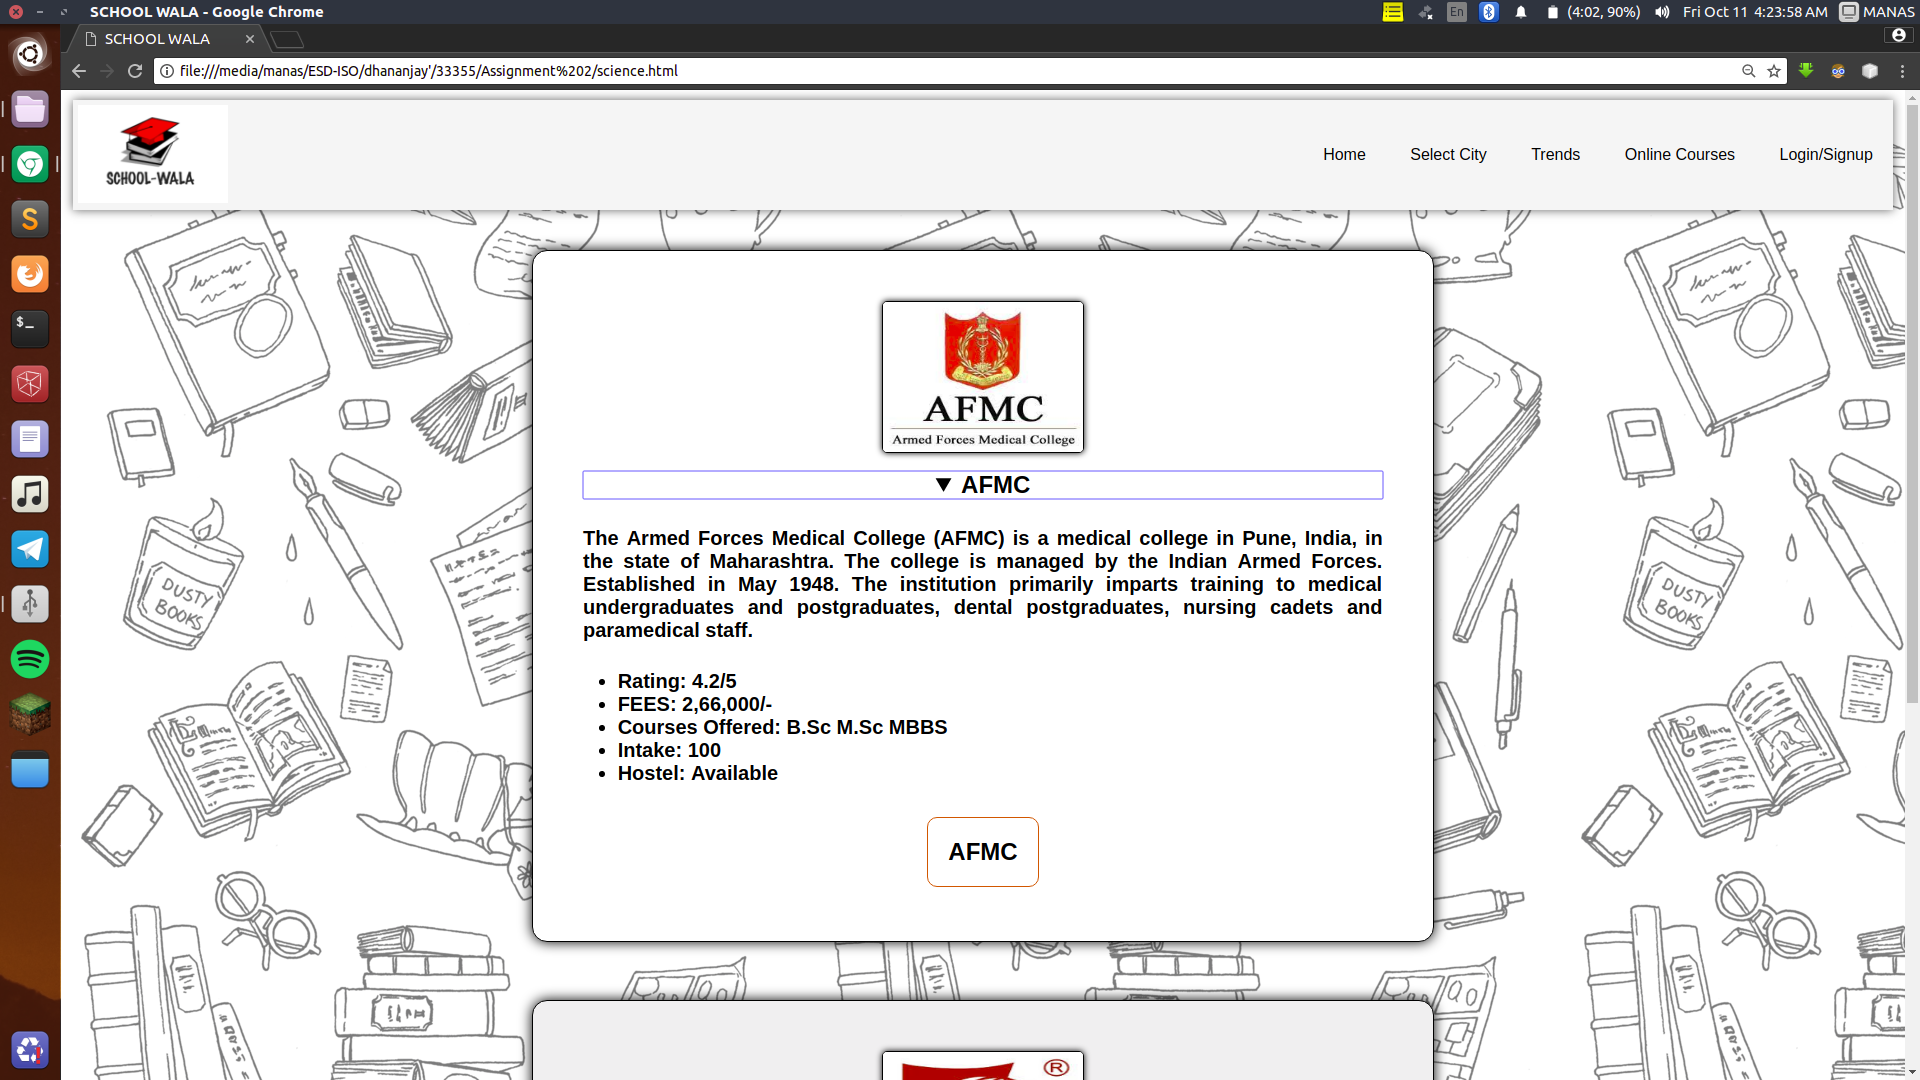 SCHOOL WALA - Google Chrome
En
(4:02, 90%)
Fri Oct 11 4:23:58 AM
MANAS
SCHOOL WALA
file:///media/manas/ESD-ISO/dhananjay'/33355/Assignment%202/science.html
SCHOOL-WALA
Home
Select City
Trends
Online Courses
Login/Signup
AFMC
Armed Forces Medical College
▼ AFMC
The Armed Forces Medical College (AFMC) is a medical college in Pune, India, in
the state of Maharashtra. The college is managed by the Indian Armed Forces.
Established in May 1948. The institution primarily imparts training to medical
undergraduates and postgraduates, dental postgraduates, nursing cadets and
paramedical staff.
• Rating: 4.2/5
• FEES: 2,66,000/-
• Courses Offered: B.Sc M.Sc MBBS
• Intake: 100
• Hostel: Available
AFMC
DUSTY
BOOKS
DUSTY
BOOKS
®